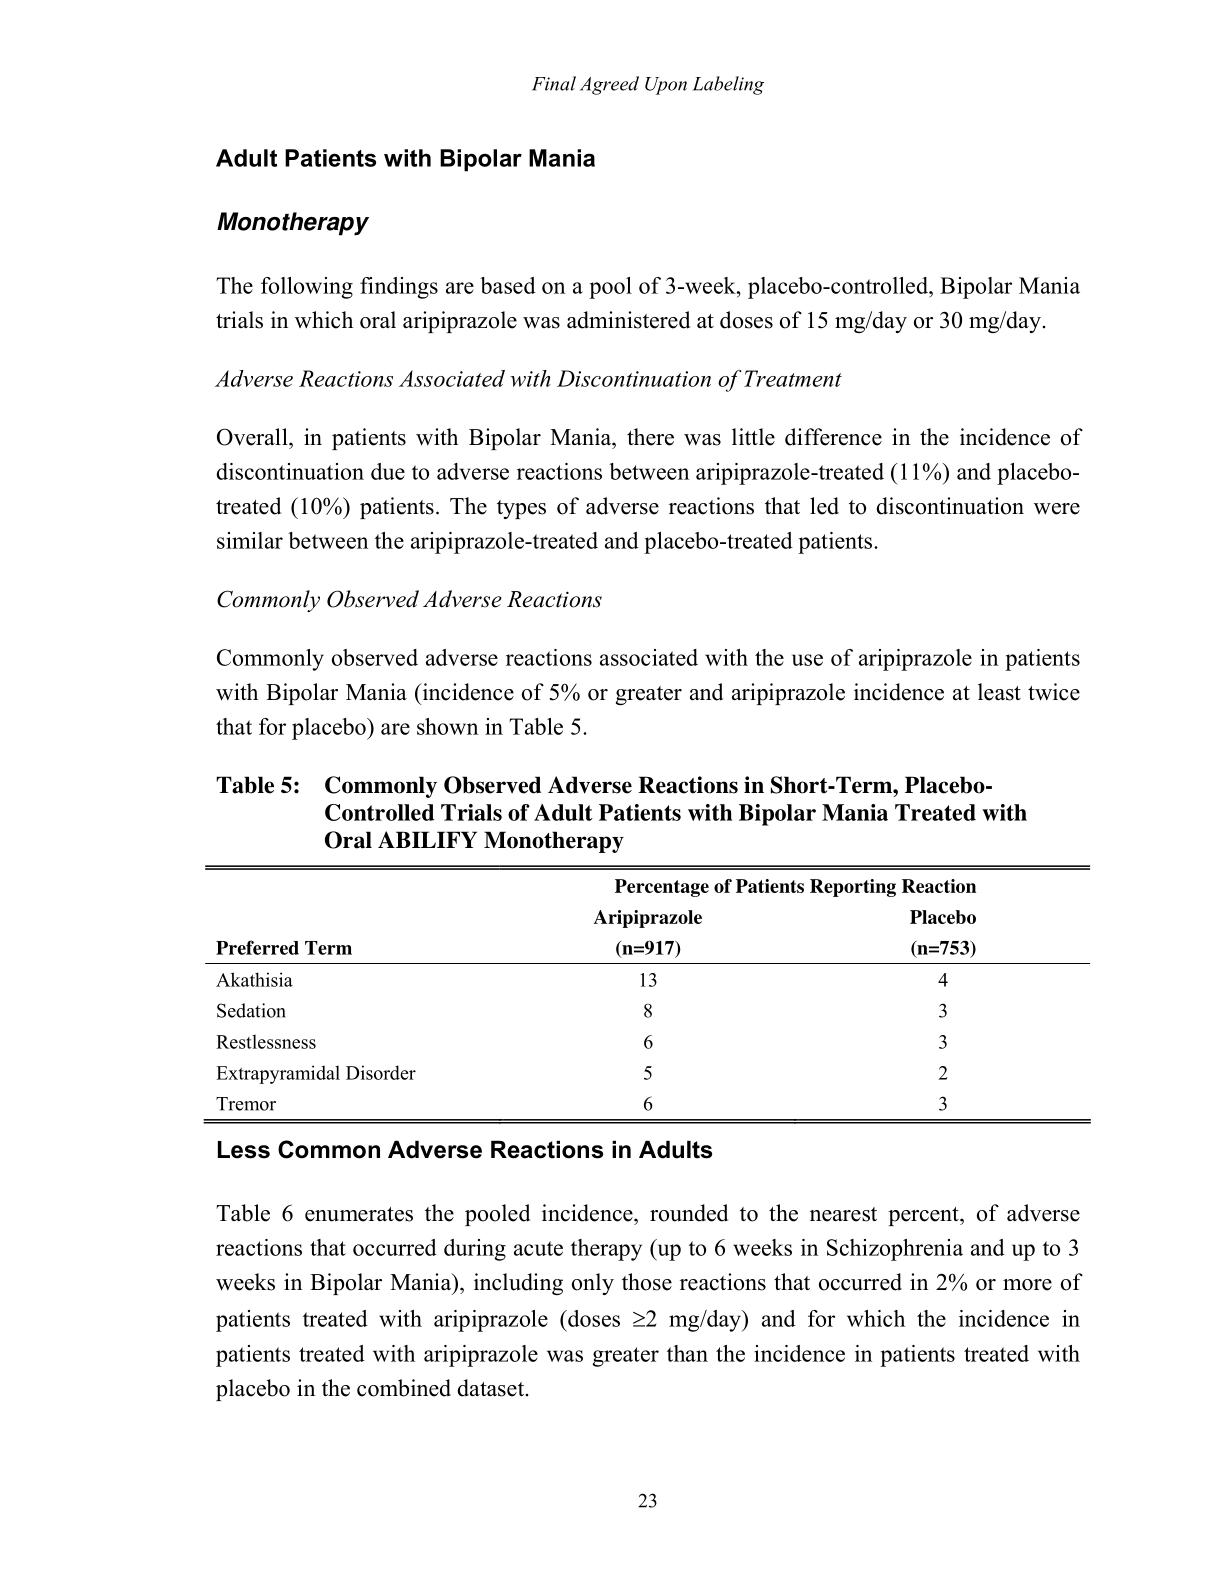 Final Agreed Upon Labeling
Adult Patients with Bipolar Mania
Monotherapy
The following findings are based on a pool of 3-week, placebo-controlled, Bipolar Mania
trials in which oral aripiprazole was administered at doses of 15 mg/day or 30 mg/day.
Adverse Reactions Associated with Discontinuation of Treatment
Overall, in patients with Bipolar Mania, there was little difference in the incidence of
discontinuation due to adverse reactions between aripiprazole-treated (11%) and placebo-
treated (10%) patients. The types of adverse reactions that led to discontinuation were
similar between the aripiprazole-treated and placebo-treated patients.
Commonly Observed Adverse Reactions
Commonly observed adverse reactions associated with the use of aripiprazole in patients
with Bipolar Mania (incidence of 5% or greater and aripiprazole incidence at least twice
that for placebo) are shown in Table 5.
Table 5: Commonly Observed Adverse Reactions in Short-Term, Placebo-
Controlled Trials of Adult Patients with Bipolar Mania Treated with
Oral ABILIFY Monotherapy
Percentage of Patients Reporting Reaction
Aripiprazole Placebo
Preferred Term (n=917) (n=753)
Akathisia 13 4
Sedation 8 3
Restlessness 6 3
Extrapyramidal Disorder 5 2
Tremor 6 3
Less Common Adverse Reactions in Adults
Table 6 enumerates the pooled incidence, rounded to the nearest percent, of adverse
reactions that occurred during acute therapy (up to 6 weeks in Schizophrenia and up to 3
weeks in Bipolar Mania), including only those reactions that occurred in 2% or more of
patients treated with aripiprazole (doses ≥2 mg/day) and for which the incidence in
patients treated with aripiprazole was greater than the incidence in patients treated with
placebo in the combined dataset.
23